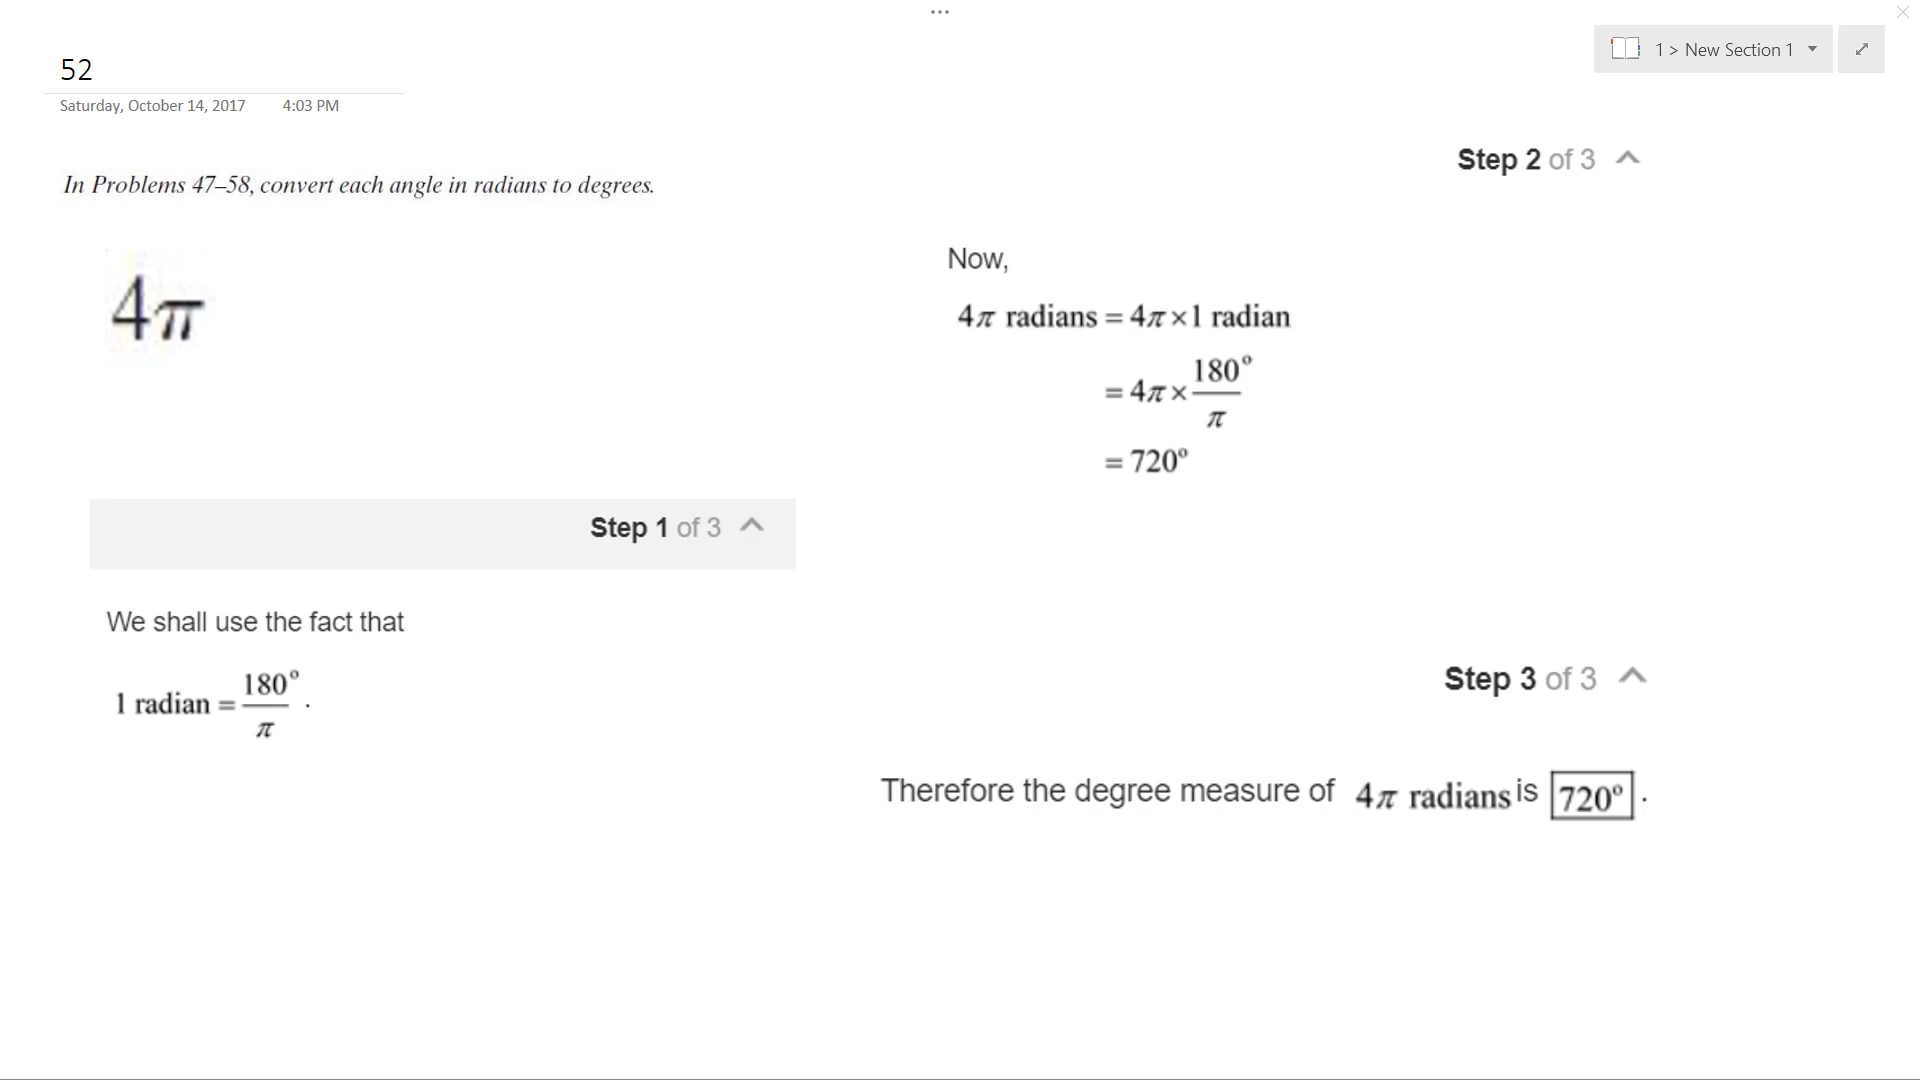 ...
52
Saturday, October 14, 2017 4:03 PM
1 > New Section 1
In Problems 47–58, convert each angle in radians to degrees.
4π
Step 1 of 3
We shall use the fact that
1 radian = 180°/π .
Step 2 of 3
Now,
4π radians = 4π × 1 radian
= 4π × 180°/π
= 720°
Step 3 of 3
Therefore the degree measure of 4π radians is 720° .